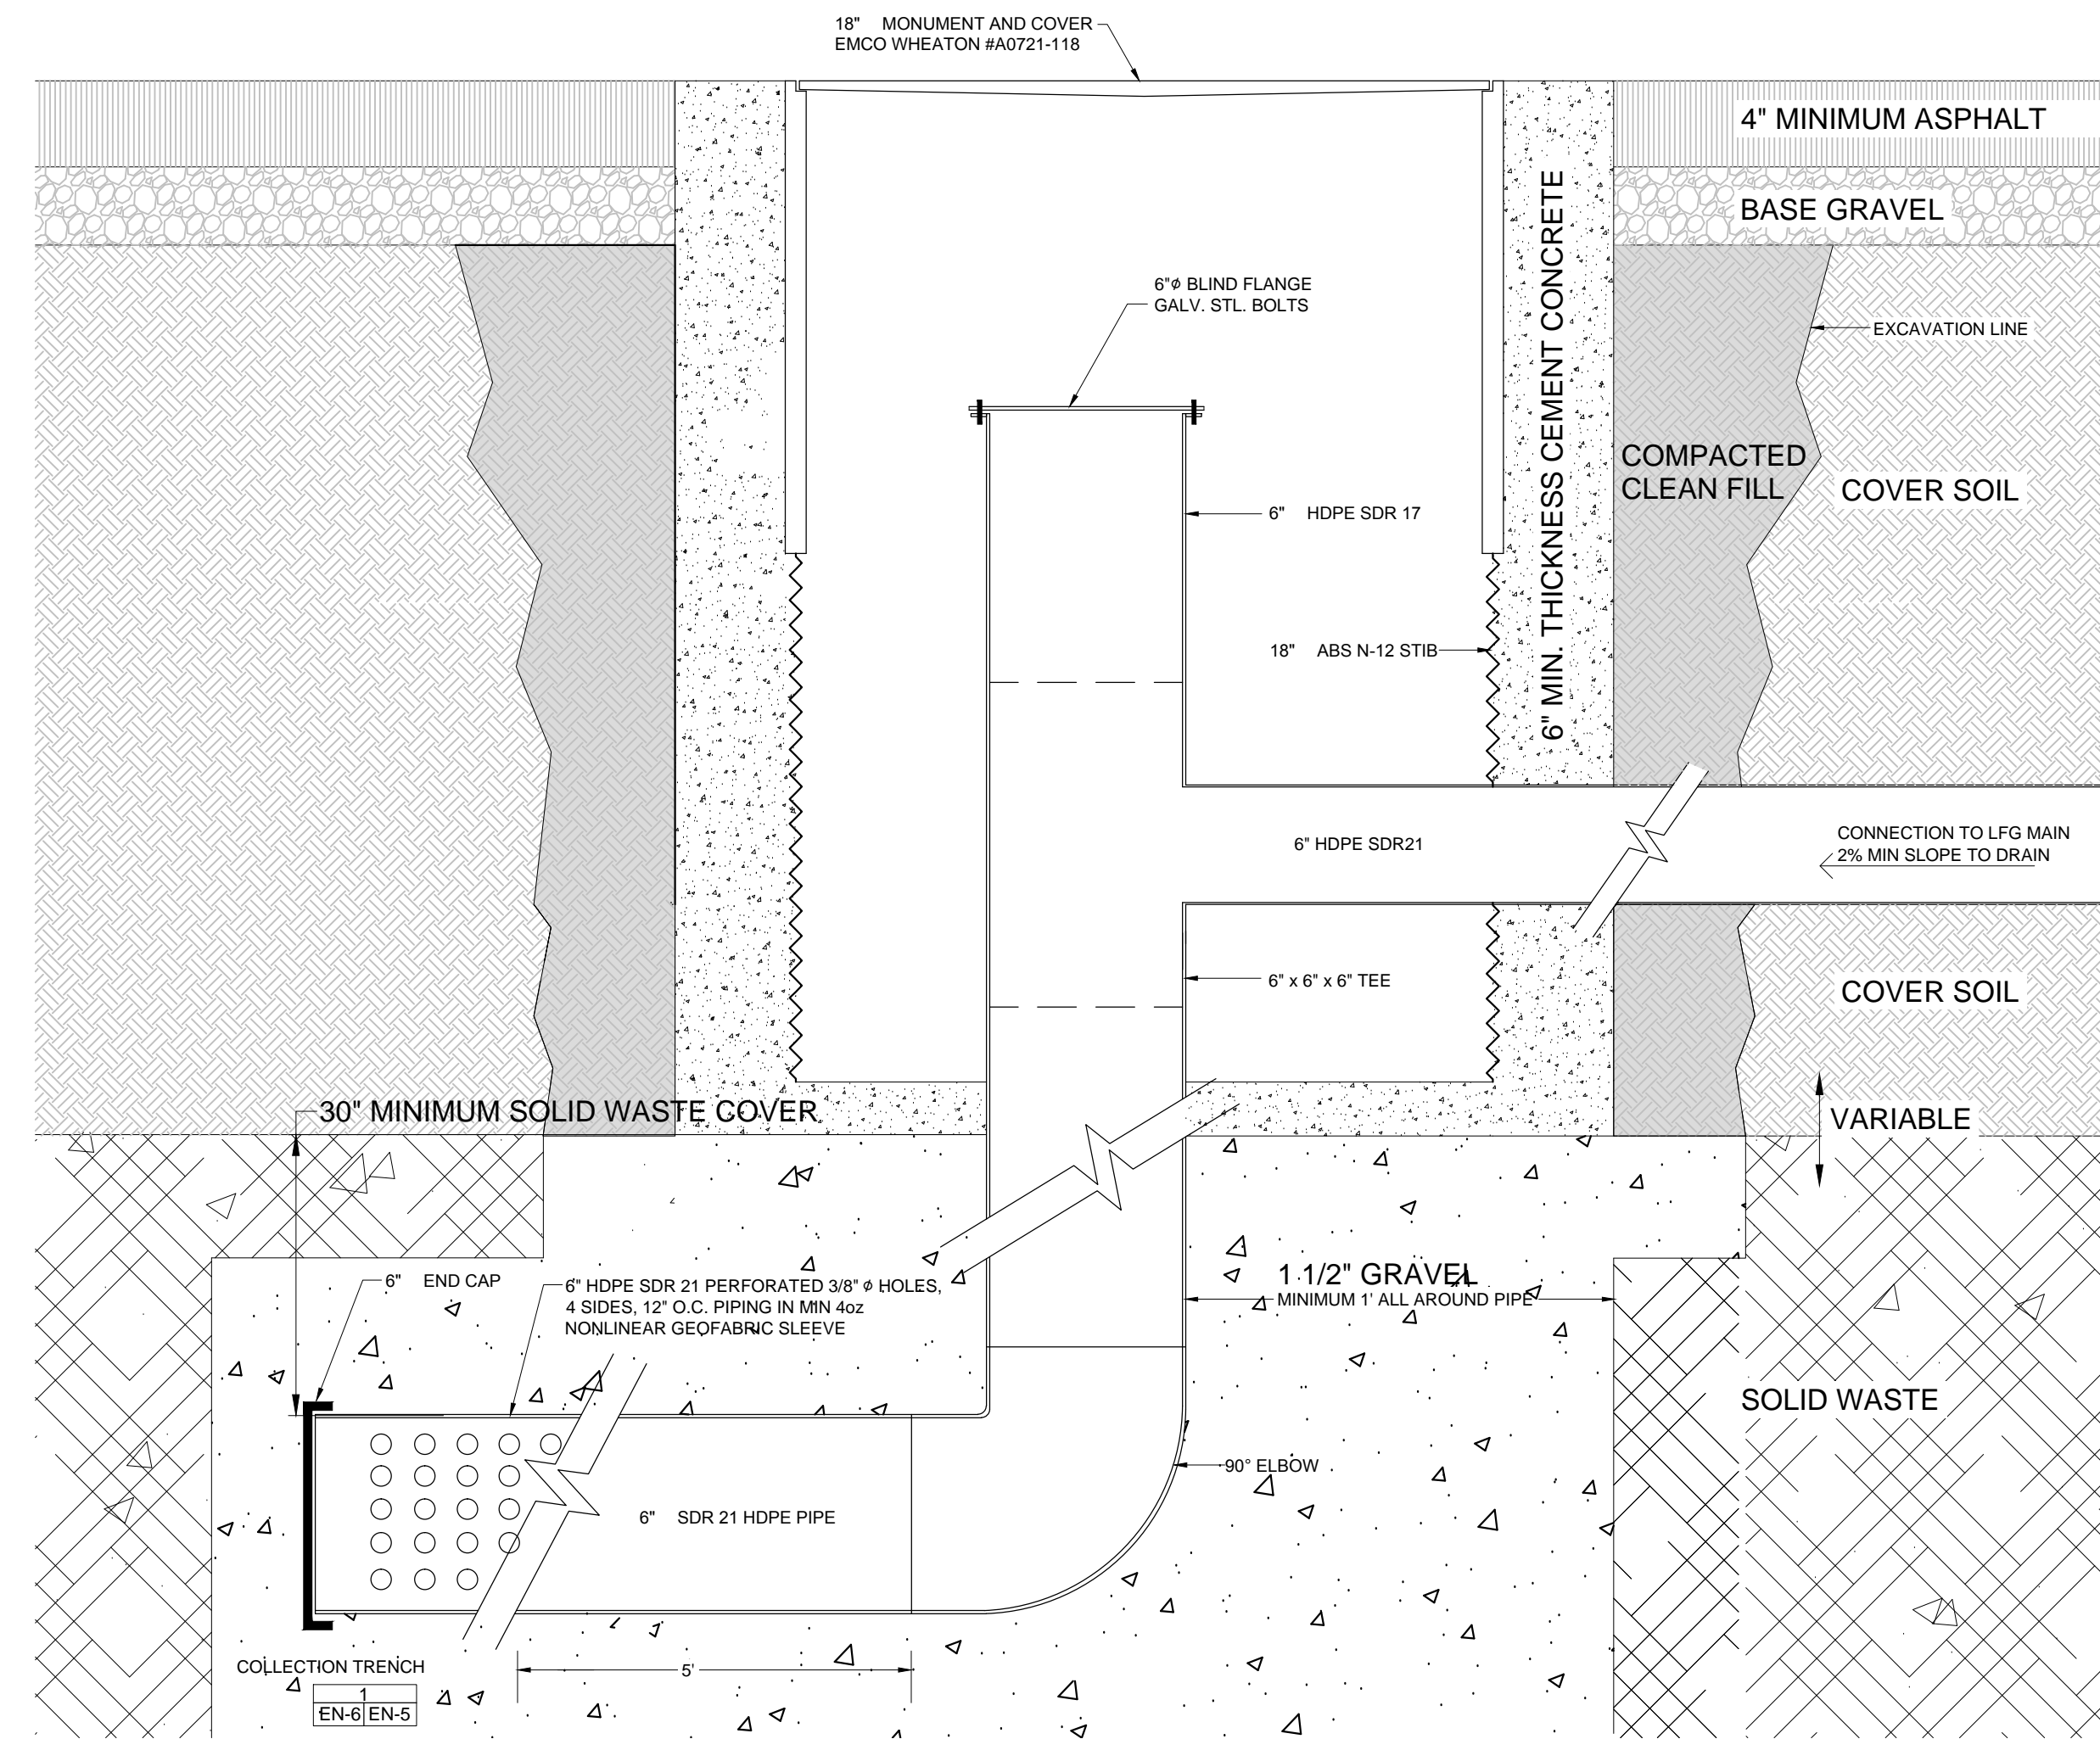 18" MONUMENT AND COVER
EMCO WHEATON #A0721-118
4" MINIMUM ASPHALT
BASE GRAVEL
6"⌀ BLIND FLANGE
GALV. STL. BOLTS
EXCAVATION LINE
6" MIN. THICKNESS CEMENT CONCRETE
COMPACTED
CLEAN FILL
COVER SOIL
6" HDPE SDR 17
18" ABS N-12 STIB
6" HDPE SDR21
CONNECTION TO LFG MAIN
2% MIN SLOPE TO DRAIN
6" x 6" x 6" TEE
COVER SOIL
30" MINIMUM SOLID WASTE COVER
VARIABLE
6" END CAP
6" HDPE SDR 21 PERFORATED 3/8" ⌀ HOLES,
4 SIDES, 12" O.C. PIPING IN MIN 4oz
NONLINEAR GEOFABRIC SLEEVE
1 1/2" GRAVEL
MINIMUM 1' ALL AROUND PIPE
SOLID WASTE
90° ELBOW
6" SDR 21 HDPE PIPE
COLLECTION TRENCH
5'
1
EN-6 EN-5